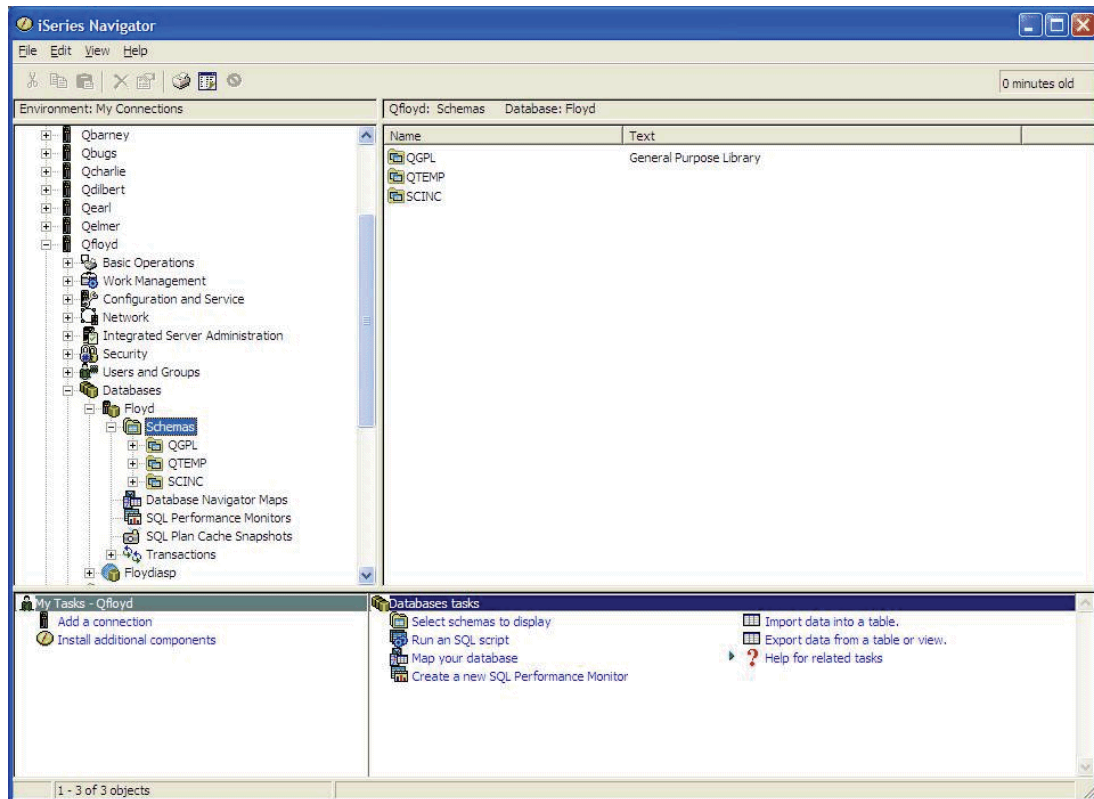 iSeries Navigator
File Edit View Help
0 minutes old
Environment: My Connections
Qfloyd: Schemas Database: Floyd
Qbarney
Qbugs
Qcharlie
Qdilbert
Qearl
Qelmer
Qfloyd
Basic Operations
Work Management
Configuration and Service
Network
Integrated Server Administration
Security
Users and Groups
Databases
Floyd
Schemas
QGPL
QTEMP
SCINC
Database Navigator Maps
SQL Performance Monitors
SQL Plan Cache Snapshots
Transactions
Floydiasp
Name Text
QGPL General Purpose Library
QTEMP
SCINC
My Tasks - Qfloyd
Add a connection
Install additional components
Databases tasks
Select schemas to display
Run an SQL script
Map your database
Create a new SQL Performance Monitor
Import data into a table.
Export data from a table or view.
Help for related tasks
1 - 3 of 3 objects